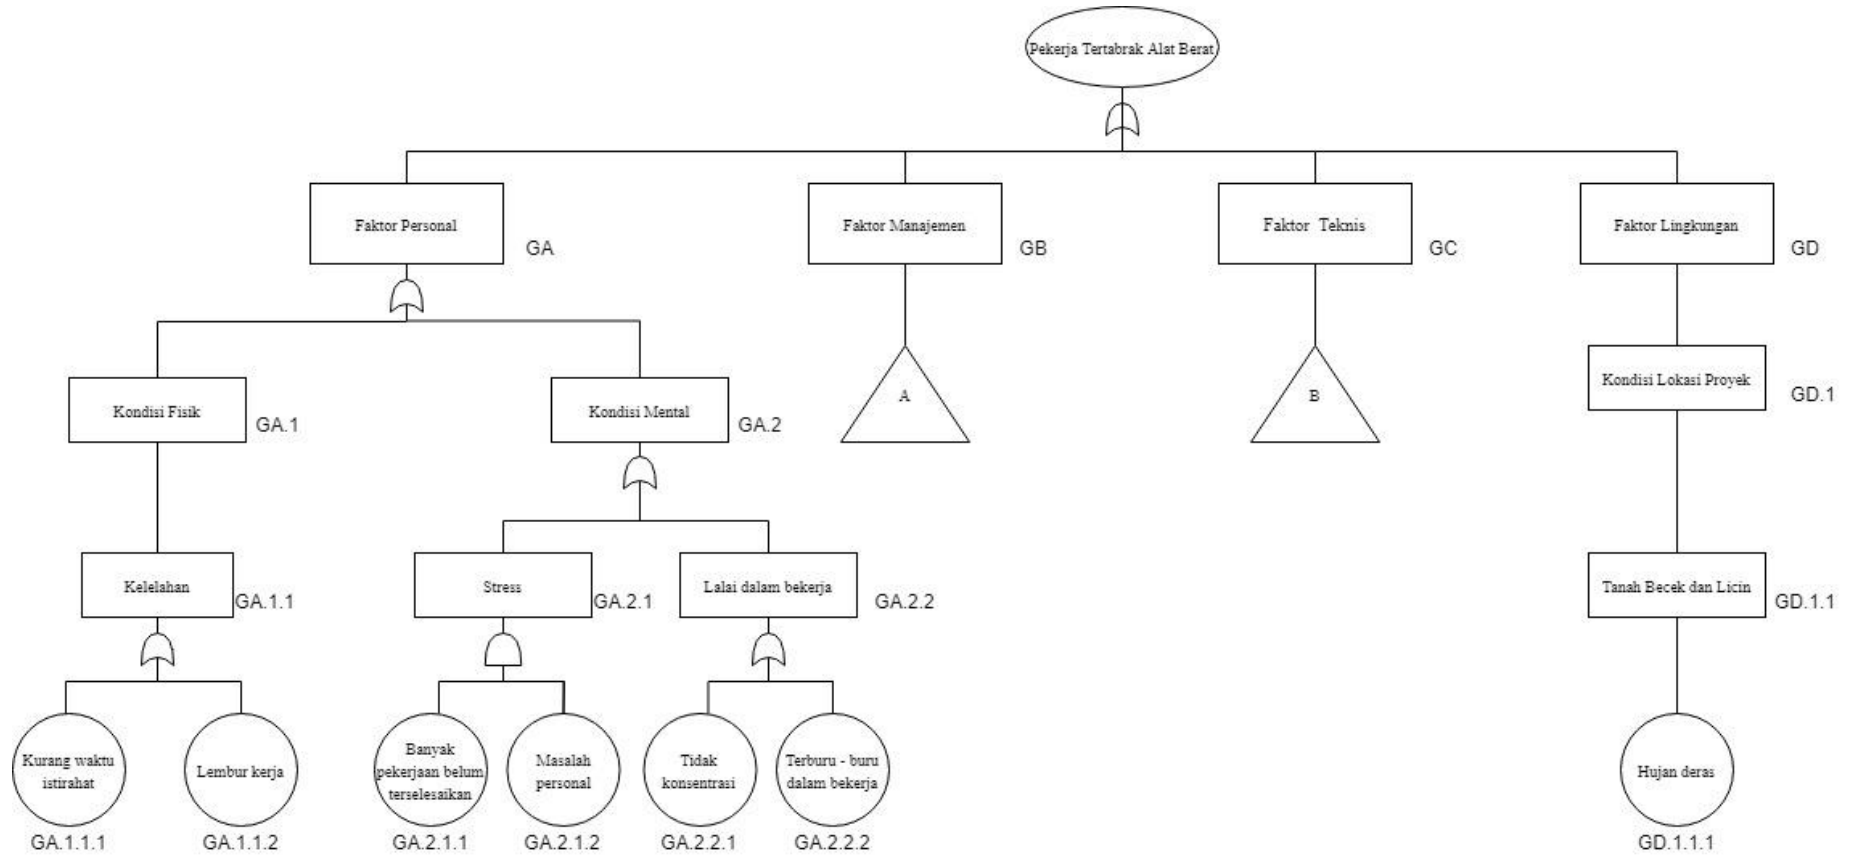 Pekerja Tertabrak Alat Berat
Faktor Personal
GA
Faktor Manajemen
GB
Faktor Teknis
GC
Faktor Lingkungan
GD
Kondisi Fisik
GA.1
Kondisi Mental
GA.2
A
B
Kondisi Lokasi Proyek
GD.1
Kelelahan
GA.1.1
Stress
GA.2.1
Lalai dalam bekerja
GA.2.2
Tanah Becek dan Licin
GD.1.1
Kurang waktu
istirahat
Lembur kerja
Banyak
pekerjaan belum
terselesaikan
Masalah
personal
Tidak
konsentrasi
Terburu - buru
dalam bekerja
Hujan deras
GA.1.1.1
GA.1.1.2
GA.2.1.1
GA.2.1.2
GA.2.2.1
GA.2.2.2
GD.1.1.1